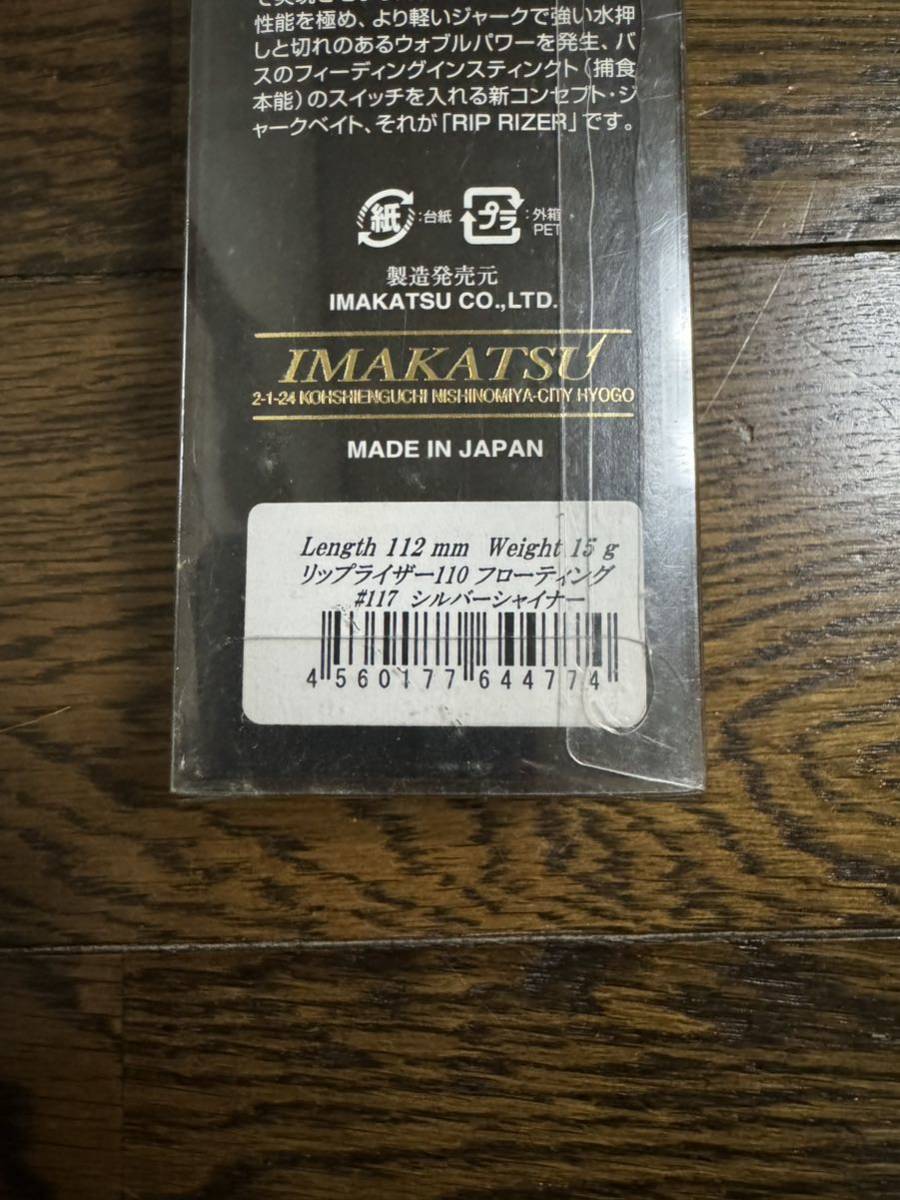 性能を極め、より軽いジャークで強い水押
しと切れのあるウォブルパワーを発生、バ
スのフィーディングインスティンクト（捕食
本能）のスイッチを入れる新コンセプト・ジ
ャークベイト、それが「RIP RIZER」です。
紙 :台紙 プラ :外箱
PET
製造発売元
IMAKATSU CO.,LTD.
IMAKATSU
2-1-24 KOHSHIENGUCHI NISHINOMIYA-CITY HYOGO
MADE IN JAPAN
Length 112 mm Weight 15 g
リップライザー110 フローティング
#117 シルバーシャイナー
4 560177 644774